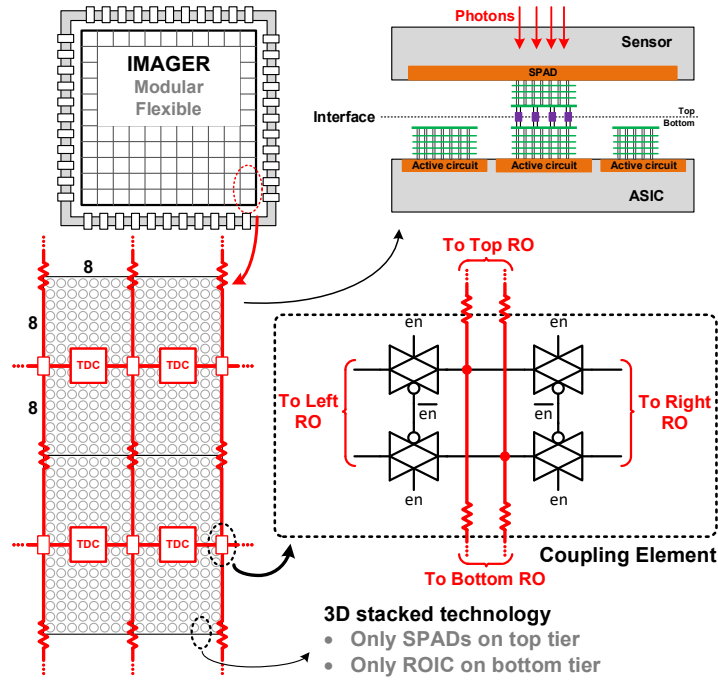 IMAGER
Modular
Flexible
Photons
Sensor
SPAD
Interface
Top
Bottom
Active circuit
Active circuit
Active circuit
ASIC
8
8
8
TDC
TDC
TDC
TDC
To Top RO
en
en
To Left
RO
en
en
To Right
RO
en
en
To Bottom RO
Coupling Element
3D stacked technology
• Only SPADs on top tier
• Only ROIC on bottom tier